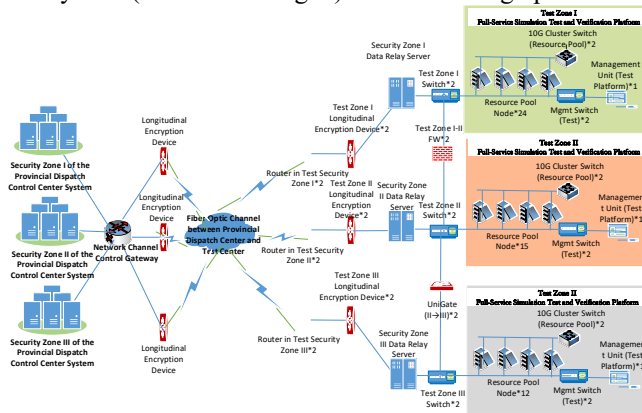 Test Zone I
Full-Service Simulation Test and Verification Platform
10G Cluster Switch
(Resource Pool)*2
Management
Unit (Test
Platform)*1
Resource Pool
Node*24
Mgmt Switch
(Test)*2
Security Zone I
Data Relay Server
Test Zone I
Switch*2
Test Zone I
Longitudinal
Encryption Device*2
Test Zone I-II
FW*2
Longitudinal
Encryption
Device
Router in Test Security
Zone I*2
Security Zone I of the
Provincial Dispatch
Control Center System
Test Zone II
Full-Service Simulation Test and Verification Platform
10G Cluster Switch
(Resource Pool)*2
Managemen
t Unit (Test
Platform)*1
Resource Pool
Node*15
Mgmt Switch
(Test)*2
Test Zone II
Longitudinal
Encryption
Device*2
Security Zone
II Data Relay
Server
Test Zone II
Switch*2
Longitudinal
Encryption
Device
Fiber Optic Channel
between Provincial
Dispatch Center and
Test Center
Network Channel
Control Gateway
Router in Test Security
Zone II*2
Security Zone II of the
Provincial Dispatch
Control Center System
UniGate
(II→III)*2
Test Zone III
Longitudinal
Encryption Device*2
Test Zone II
Full-Service Simulation Test and Verification Platform
10G Cluster Switch
(Resource Pool)*2
Managemen
t Unit (Test
Platform)*1
Resource Pool
Node*12
Mgmt Switch
(Test)*2
Router in Test Security
Zone III*2
Security Zone
III Data Relay
Server
Test Zone III
Switch*2
Longitudinal
Encryption
Device
Security Zone III of the
Provincial Dispatch
Control Center System